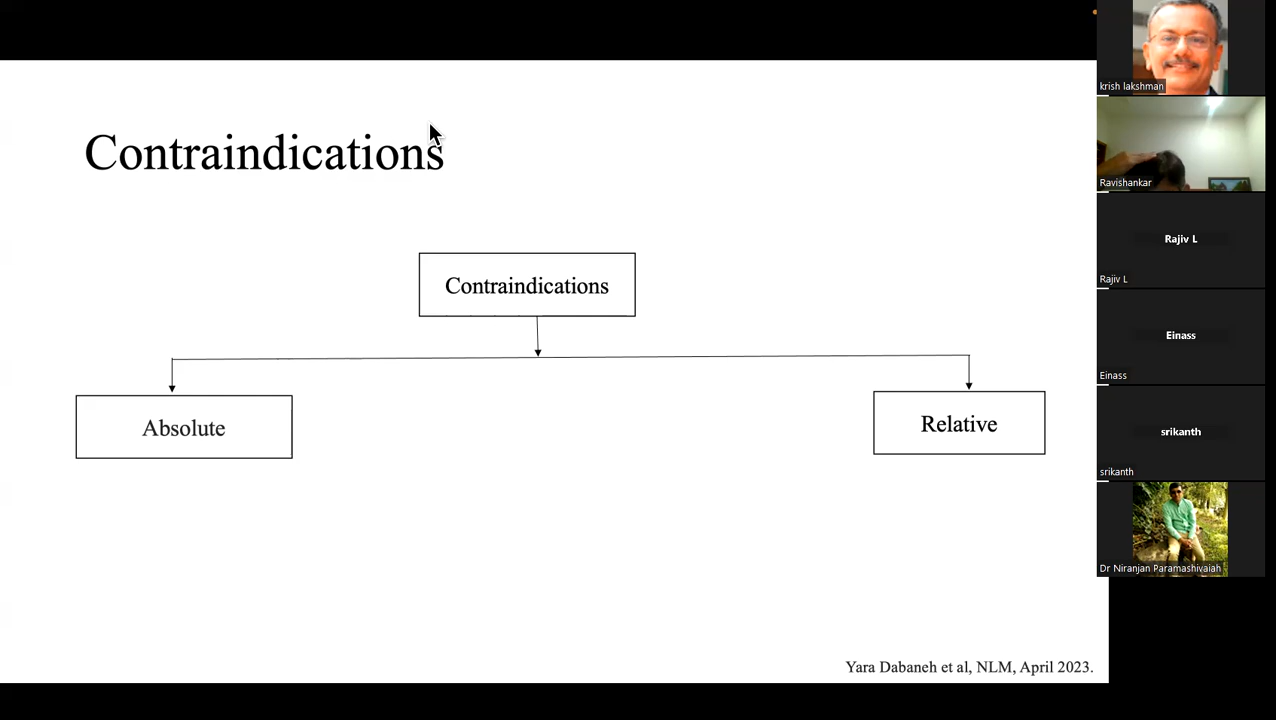 Contraindications
Contraindications
Absolute
Relative
Yara Dabaneh et al, NLM, April 2023.
krish lakshman
Ravishankar
Rajiv L
Rajiv L
Einass
Einass
srikanth
srikanth
Dr Niranjan Paramashivaiah